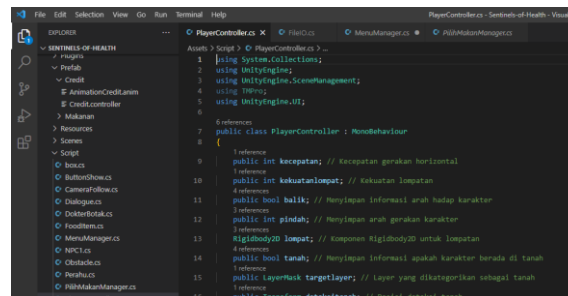 File Edit Selection View Go Run Terminal Help
PlayerController.cs - Sentinels-of-Health - Visua
EXPLORER ...
SENTINELS-OF-HEALTH
Plugins
Prefab
Credit
AnimationCredit.anim
Credit.controller
Makanan
Resources
Scenes
Script
box.cs
ButtonShow.cs
CameraFollow.cs
Dialogue.cs
DokterBotak.cs
FoodItem.cs
MenuManager.cs
NPC1.cs
Obstacle.cs
Perahu.cs
PilihMakanManager.cs
PlayerController.cs × FileIO.cs MenuManager.cs ● PilihMakanManager.cs
Assets > Script > PlayerController.cs > ...
1 using System.Collections;
2 using UnityEngine;
3 using UnityEngine.SceneManagement;
4 using TMPro;
5 using UnityEngine.UI;
6
6 references
7 public class PlayerController : MonoBehaviour
8 {
1 reference
9 public int kecepatan; // Kecepatan gerakan horizontal
1 reference
10 public int kekuatanlompat; // Kekuatan lompatan
4 references
11 public bool balik; // Menyimpan informasi arah hadap karakter
3 references
12 public int pindah; // Menyimpan arah gerakan karakter
3 references
13 Rigidbody2D lompat; // Komponen Rigidbody2D untuk lompatan
4 references
14 public bool tanah; // Menyimpan informasi apakah karakter berada di tanah
1 reference
15 public LayerMask targetlayer; // Layer yang dikategorikan sebagai tanah
1 reference